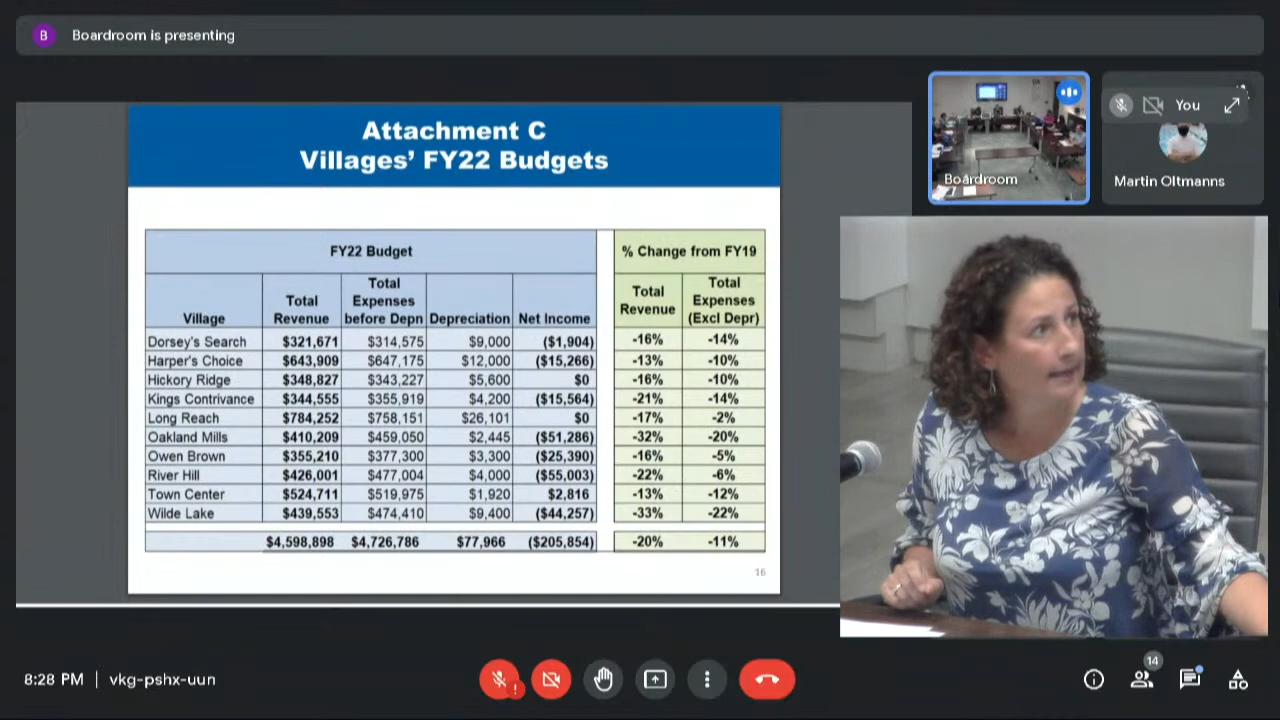 B Boardroom is presenting
Attachment C
Villages' FY22 Budgets
FY22 Budget % Change from FY19
Village Total Revenue Total Expenses before Depn Depreciation Net Income Total Revenue Total Expenses (Excl Depr)
Dorsey's Search $321,671 $314,575 $9,000 ($1,904) -16% -14%
Harper's Choice $643,909 $647,175 $12,000 ($15,266) -13% -10%
Hickory Ridge $348,827 $343,227 $5,600 $0 -16% -10%
Kings Contrivance $344,555 $355,919 $4,200 ($15,564) -21% -14%
Long Reach $784,252 $758,151 $26,101 $0 -17% -2%
Oakland Mills $410,209 $459,050 $2,445 ($51,286) -32% -20%
Owen Brown $355,210 $377,300 $3,300 ($25,390) -16% -5%
River Hill $426,001 $477,004 $4,000 ($55,003) -22% -6%
Town Center $524,711 $519,975 $1,920 $2,816 -13% -12%
Wilde Lake $439,553 $474,410 $9,400 ($44,257) -33% -22%
$4,598,898 $4,726,786 $77,966 ($205,854) -20% -11%
16
Boardroom
You
Martin Oltmanns
8:28 PM | vkg-pshx-uun
!
14